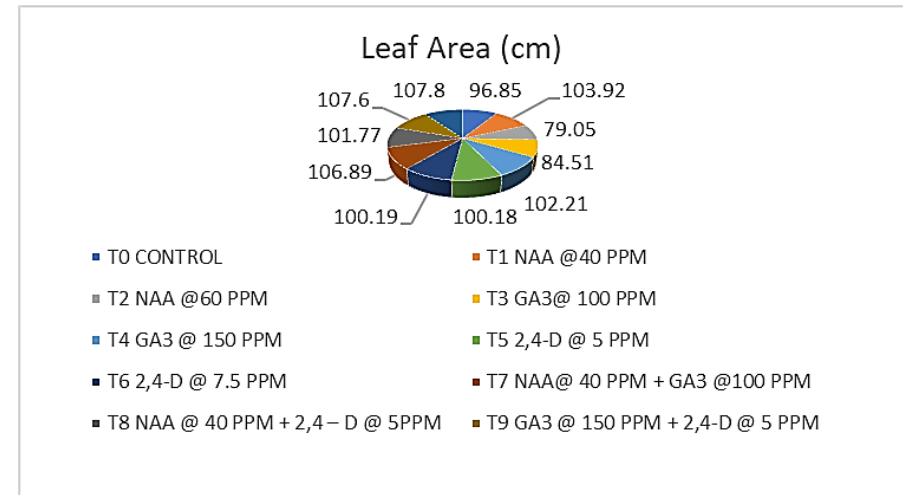 Leaf Area (cm)
107.6 107.8 96.85 103.92
101.77 79.05
106.89 84.51
100.19 100.18 102.21
T0 CONTROL T1 NAA @40 PPM
T2 NAA @60 PPM T3 GA3@ 100 PPM
T4 GA3 @ 150 PPM T5 2,4-D @ 5 PPM
T6 2,4-D @ 7.5 PPM T7 NAA@ 40 PPM + GA3 @100 PPM
T8 NAA @ 40 PPM + 2,4 – D @ 5PPM T9 GA3 @ 150 PPM + 2,4-D @ 5 PPM